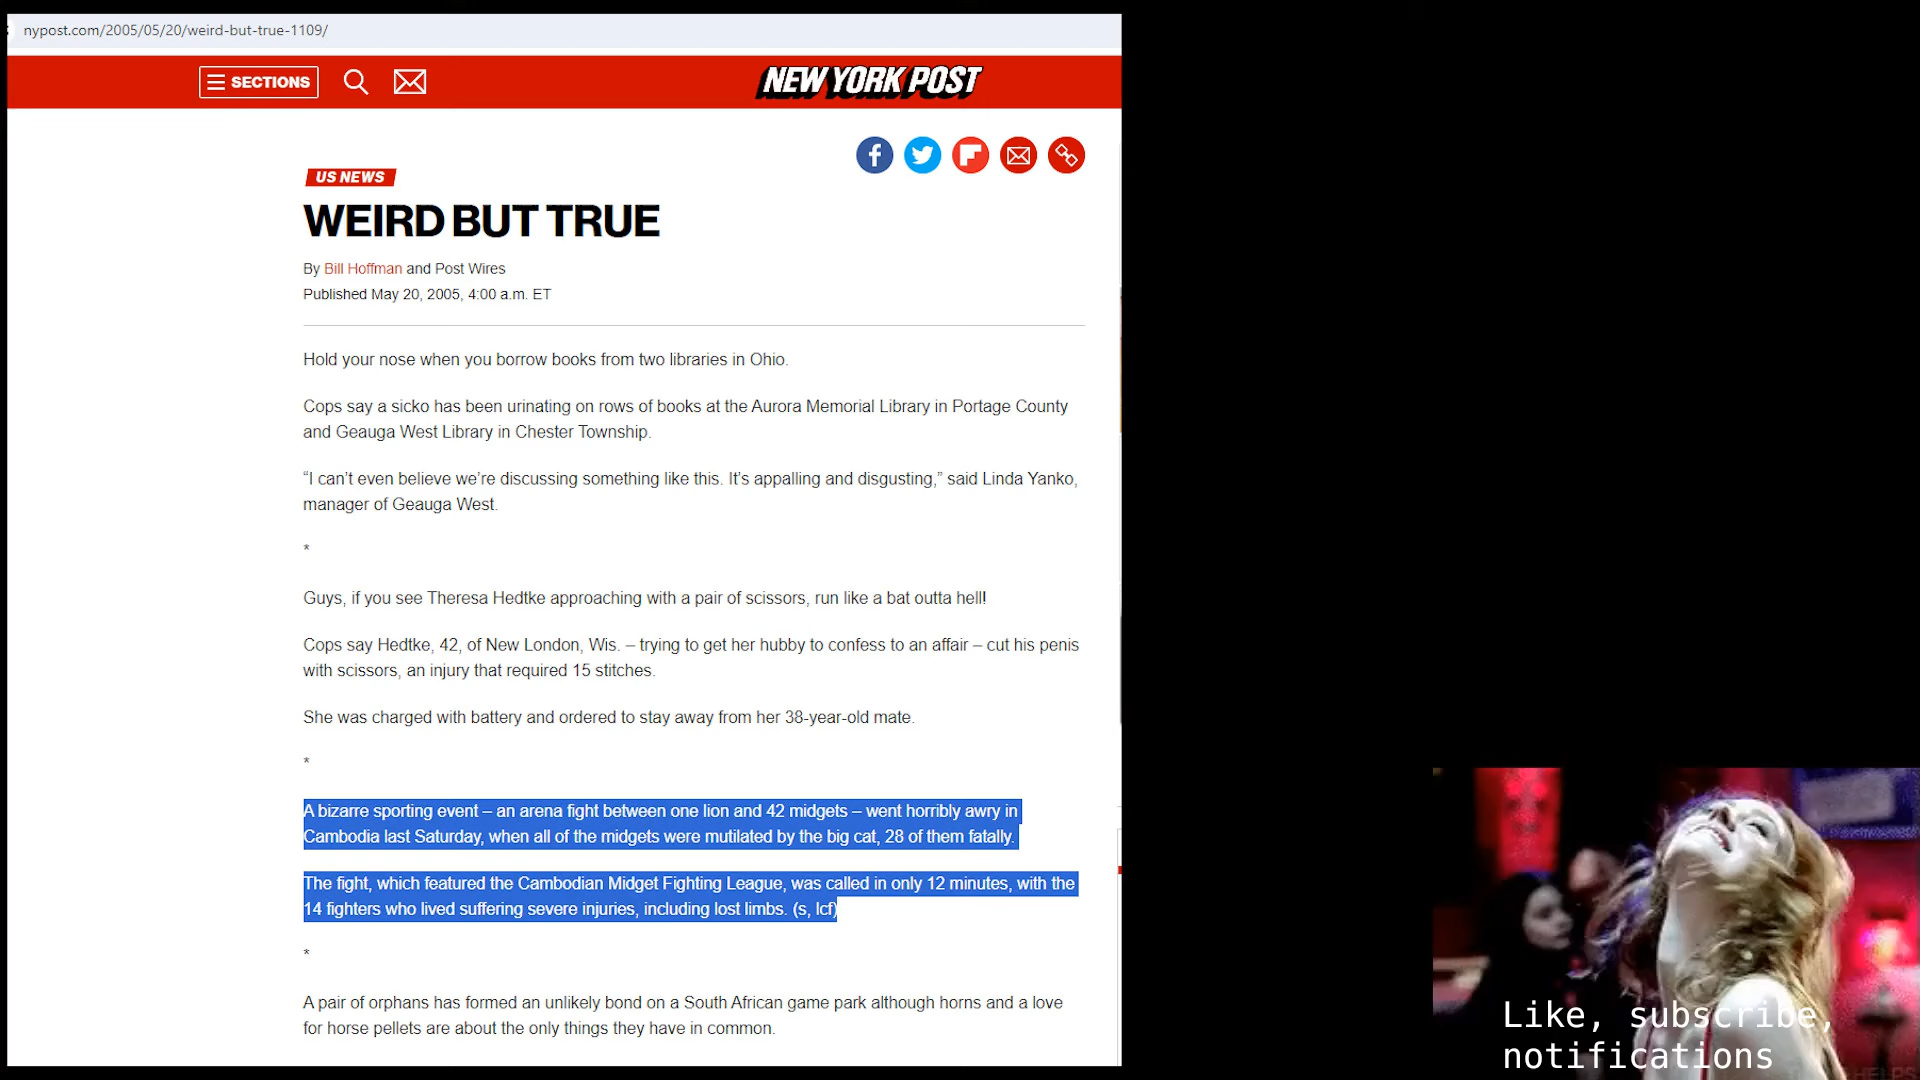 nypost.com/2005/05/20/weird-but-true-1109/
SECTIONS
NEW YORK POST
US NEWS
WEIRD BUT TRUE
By Bill Hoffman and Post Wires
Published May 20, 2005, 4:00 a.m. ET
Hold your nose when you borrow books from two libraries in Ohio.
Cops say a sicko has been urinating on rows of books at the Aurora Memorial Library in Portage County
and Geauga West Library in Chester Township.
“I can’t even believe we’re discussing something like this. It’s appalling and disgusting,” said Linda Yanko,
manager of Geauga West.
*
Guys, if you see Theresa Hedtke approaching with a pair of scissors, run like a bat outta hell!
Cops say Hedtke, 42, of New London, Wis. – trying to get her hubby to confess to an affair – cut his penis
with scissors, an injury that required 15 stitches.
She was charged with battery and ordered to stay away from her 38-year-old mate.
*
A bizarre sporting event – an arena fight between one lion and 42 midgets – went horribly awry in
Cambodia last Saturday, when all of the midgets were mutilated by the big cat, 28 of them fatally.
The fight, which featured the Cambodian Midget Fighting League, was called in only 12 minutes, with the
14 fighters who lived suffering severe injuries, including lost limbs. (s, lcf)
*
A pair of orphans has formed an unlikely bond on a South African game park although horns and a love
for horse pellets are about the only things they have in common.
Like, subscribe,
notifications